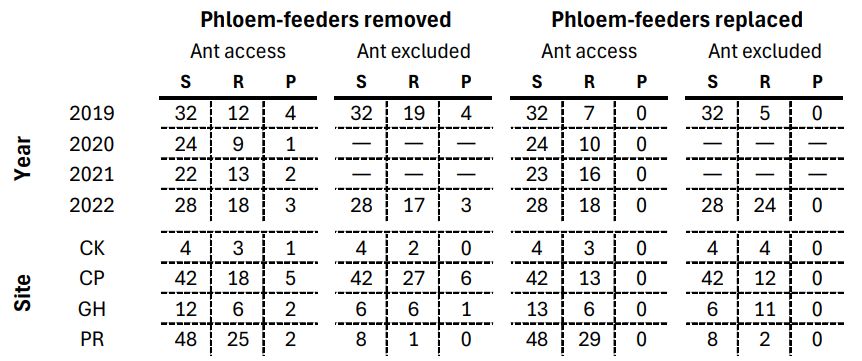 Phloem-feeders removed Phloem-feeders replaced
Ant access Ant excluded Ant access Ant excluded
S R P S R P S R P S R P
Year
2019 32 12 4 32 19 4 32 7 0 32 5 0
2020 24 9 1 — — — 24 10 0 — — —
2021 22 13 2 — — — 23 16 0 — — —
2022 28 18 3 28 17 3 28 18 0 28 24 0
Site
CK 4 3 1 4 2 0 4 3 0 4 4 0
CP 42 18 5 42 27 6 42 13 0 42 12 0
GH 12 6 2 6 6 1 13 6 0 6 11 0
PR 48 25 2 8 1 0 48 29 0 8 2 0